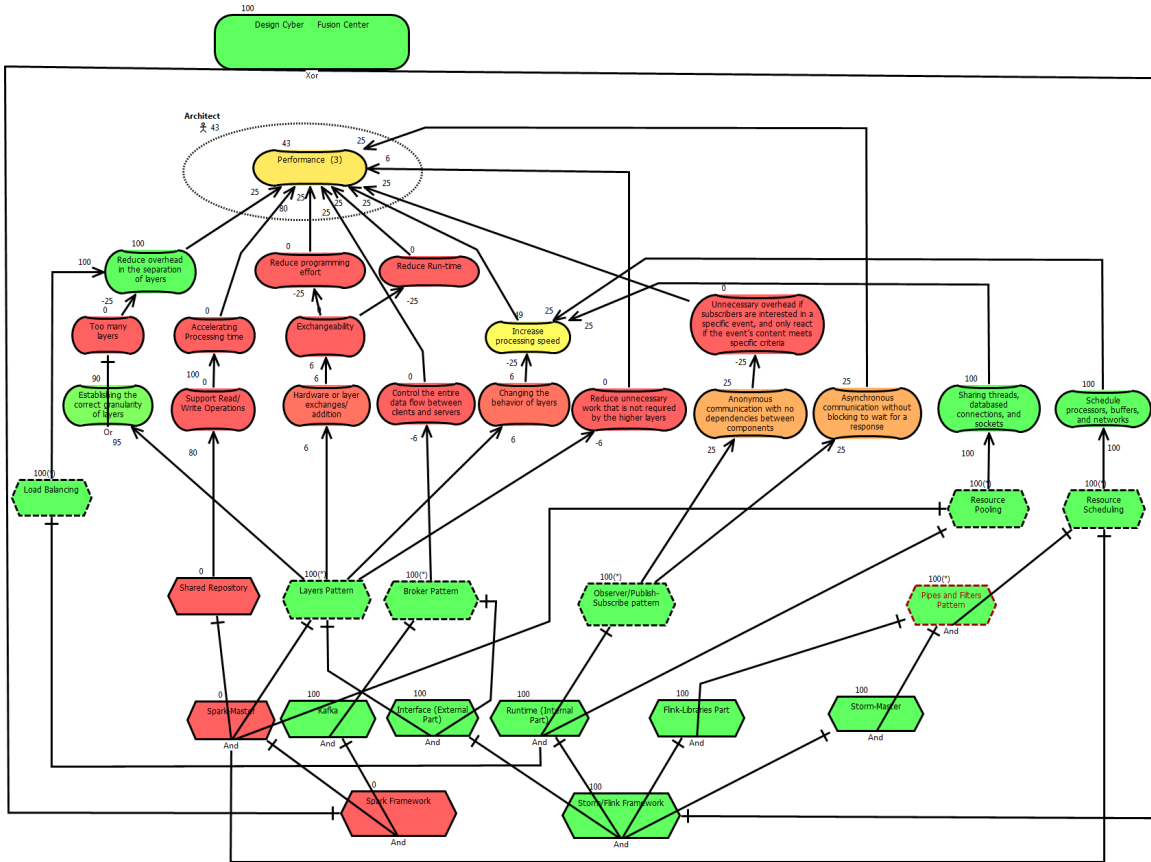 100
Design Cyber Fusion Center
Xor
Architect
43
43
25
Performance (3)
6
25
25
25
25
25
25
80
25
100
Reduce overhead
in the separation
of layers
0
Reduce programming
effort
0
Reduce Run-time
100
-25
-25
-25
0
Too many
layers
0
Accelerating
Processing time
Exchangeability
49
Increase
processing speed
25
25
0
Unnecessary overhead if
subscribers are interested in a
specific event, and only react
if the event's content meets
specific criteria
90
Establishing the
correct granularity
of layers
Or
95
100
0
Support Read/
Write Operations
80
6
6
Hardware or layer
exchanges/
addition
6
0
Control the entire
data flow between
clients and servers
-6
-25
6
Changing the
behavior of layers
6
0
Reduce unnecessary
work that is not required
by the higher layers
-6
-25
25
Anonymous
communication with no
dependencies between
components
25
25
Asynchronous
communication without
blocking to wait for a
response
25
100
Sharing threads,
databased
connections, and
sockets
100
100
Schedule
processors, buffers,
and networks
100
100(*)
Load Balancing
100(*)
Resource
Pooling
100(*)
Resource
Scheduling
0
Shared Repository
100(*)
Layers Pattern
100(*)
Broker Pattern
100(*)
Observer/Publish-
Subscribe pattern
100(*)
Pipes and Filters
Pattern
And
0
Spark-Master
And
100
Kafka
And
100
Interface (External
Part)
And
100
Runtime (Internal
Part)
And
100
Flink-Libraries Part
And
100
Storm-Master
And
0
Spark Framework
And
100
Storm/Flink Framework
And